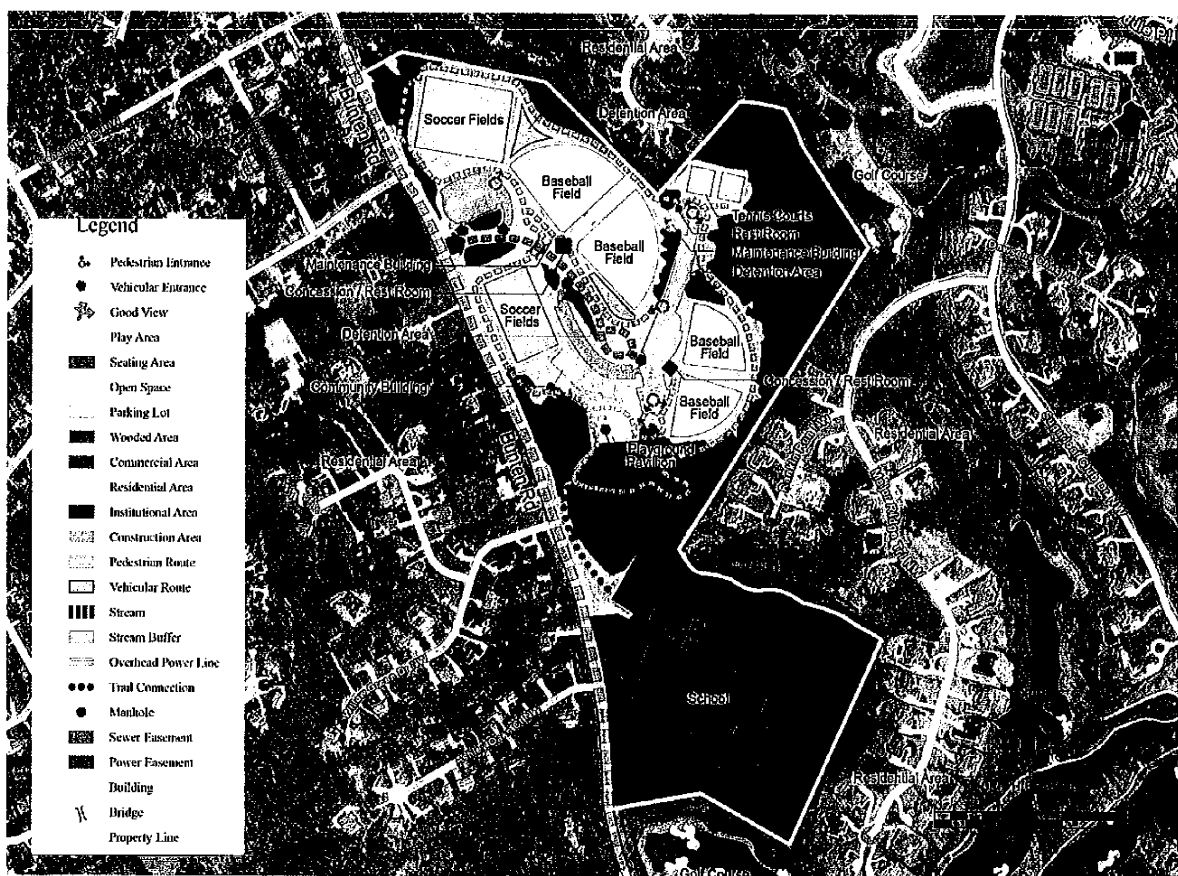 Residential Area
Elmen Rd
Soccer Fields
Detention Area
Baseball
Field
Golf Course
Legend
Pedestrian Entrance
Vehicular Entrance
Good View
Play Area
Seating Area
Open Space
Parking Lot
Wooded Area
Commercial Area
Residential Area
Institutional Area
Construction Area
Pedestrian Route
Vehicular Route
Stream
Stream Buffer
Overhead Power Line
Trail Connection
Manhole
Sewer Easement
Power Easement
Building
Bridge
Property Line
Tennis Courts
Rest Room
Maintenance Building
Detention Area
Baseball
Field
Maintenance Building
Concession / Rest Room
Soccer
Fields
Detention Area
Baseball
Field
Community Building
Concession / Rest Room
Baseball
Field
Residential Area
Playground
Pavilion
Residential Area
Elmen Rd
School
Residential Area
Golf Course